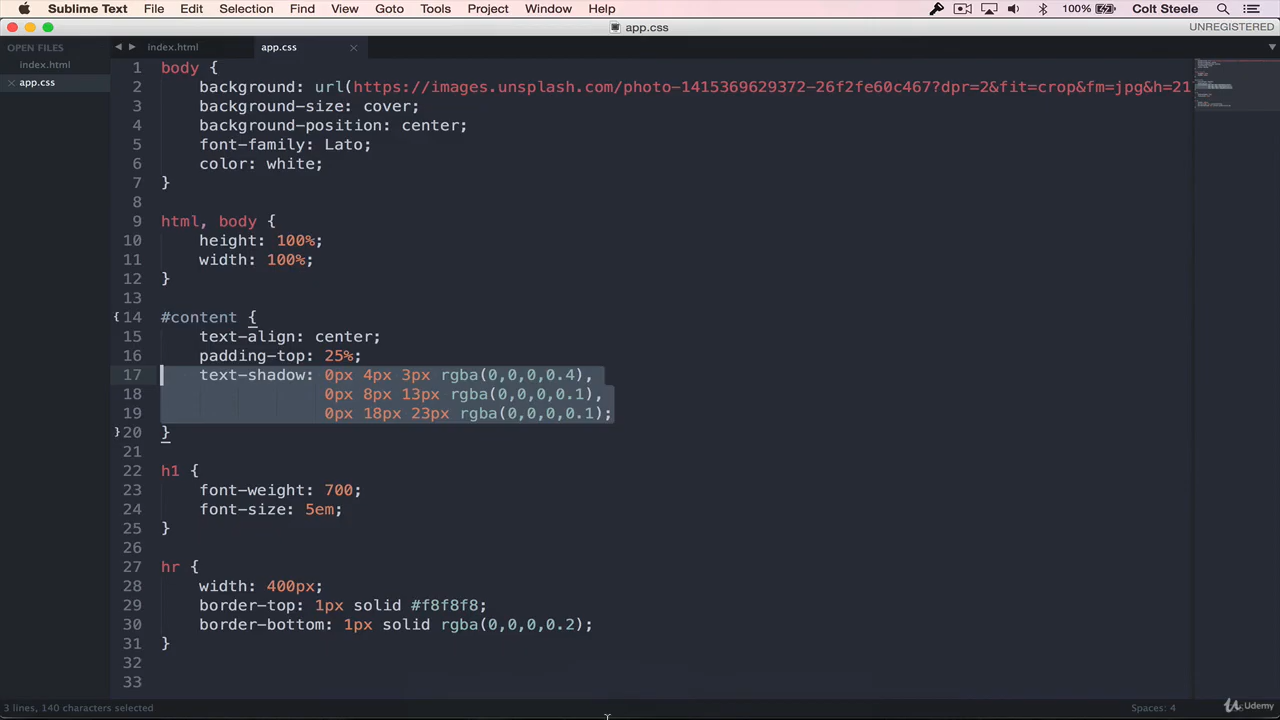 Sublime Text File Edit Selection Find View Goto Tools Project Window Help 100% Colt Steele
app.css UNREGISTERED
OPEN FILES
index.html
app.css
index.html app.css
1 body {
2 background: url(https://images.unsplash.com/photo-1415369629372-26f2fe60c467?dpr=2&fit=crop&fm=jpg&h=21
3 background-size: cover;
4 background-position: center;
5 font-family: Lato;
6 color: white;
7 }
8
9 html, body {
10 height: 100%;
11 width: 100%;
12 }
13
14 #content {
15 text-align: center;
16 padding-top: 25%;
17 text-shadow: 0px 4px 3px rgba(0,0,0,0.4),
18 0px 8px 13px rgba(0,0,0,0.1),
19 0px 18px 23px rgba(0,0,0,0.1);
20 }
21
22 h1 {
23 font-weight: 700;
24 font-size: 5em;
25 }
26
27 hr {
28 width: 400px;
29 border-top: 1px solid #f8f8f8;
30 border-bottom: 1px solid rgba(0,0,0,0.2);
31 }
32
33
3 lines, 140 characters selected Spaces: 4 Udemy